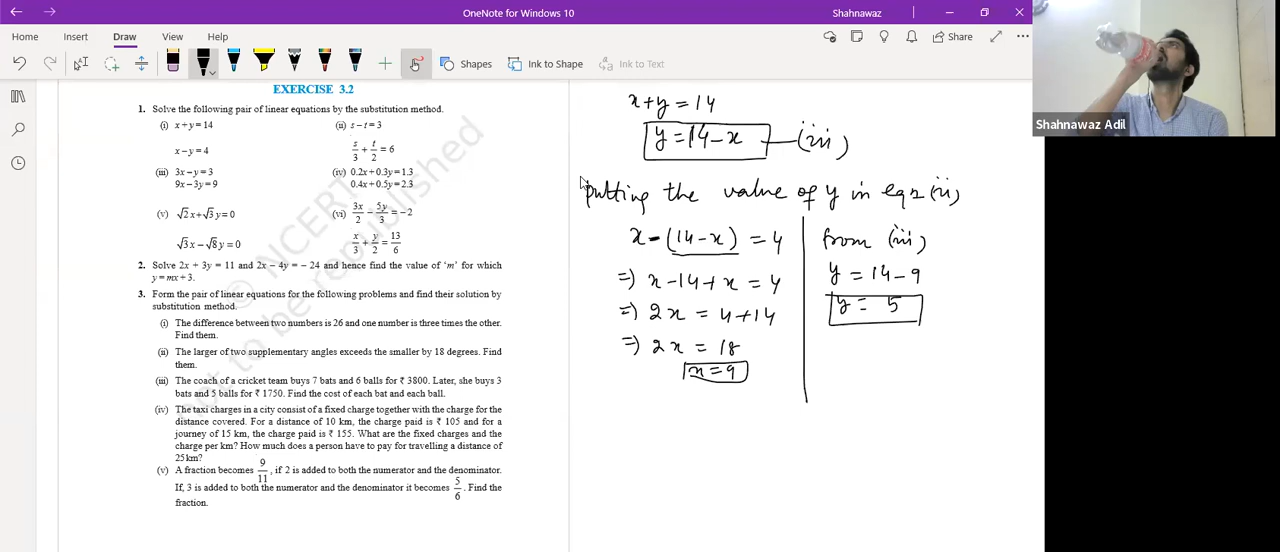 OneNote for Windows 10
Shahnawaz
Home Insert Draw View Help
Share
Shapes
Ink to Shape
Ink to Text
EXERCISE 3.2
1. Solve the following pair of linear equations by the substitution method.
(i) x + y = 14
x – y = 4
(ii) s – t = 3
s/3 + t/2 = 6
(iii) 3x – y = 3
9x – 3y = 9
(iv) 0.2x + 0.3y = 1.3
0.4x + 0.5y = 2.3
(v) √2x + √3y = 0
√3x – √8y = 0
(vi) 3x/2 – 5y/3 = –2
x/3 + y/2 = 13/6
2. Solve 2x + 3y = 11 and 2x – 4y = – 24 and hence find the value of 'm' for which
y = mx + 3.
3. Form the pair of linear equations for the following problems and find their solution by
substitution method.
(i) The difference between two numbers is 26 and one number is three times the other.
Find them.
(ii) The larger of two supplementary angles exceeds the smaller by 18 degrees. Find
them.
(iii) The coach of a cricket team buys 7 bats and 6 balls for ₹ 3800. Later, she buys 3
bats and 5 balls for ₹ 1750. Find the cost of each bat and each ball.
(iv) The taxi charges in a city consist of a fixed charge together with the charge for the
distance covered. For a distance of 10 km, the charge paid is ₹ 105 and for a
journey of 15 km, the charge paid is ₹ 155. What are the fixed charges and the
charge per km? How much does a person have to pay for travelling a distance of
25 km?
(v) A fraction becomes 9/11, if 2 is added to both the numerator and the denominator.
If, 3 is added to both the numerator and the denominator it becomes 5/6. Find the
fraction.
© NCERT
not to be republished
x+y = 14
y = 14-x —(iii)
putting the value of y in eqn (ii)
x - (14-x) = 4
=) x-14+x = 4
=) 2x = 4+14
=) 2x = 18
x = 9
from (iii)
y = 14-9
y = 5
Shahnawaz Adil